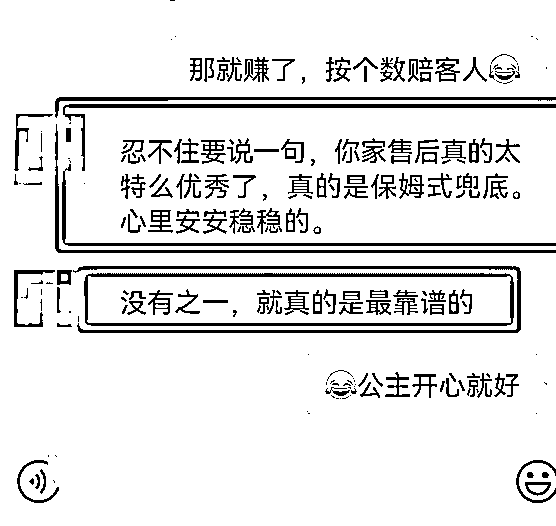 那就赚了，按个数赔客人😂
忍不住要说一句，你家售后真的太
特么优秀了，真的是保姆式兜底。
心里安安稳稳的。
没有之一，就真的是最靠谱的
😂公主开心就好